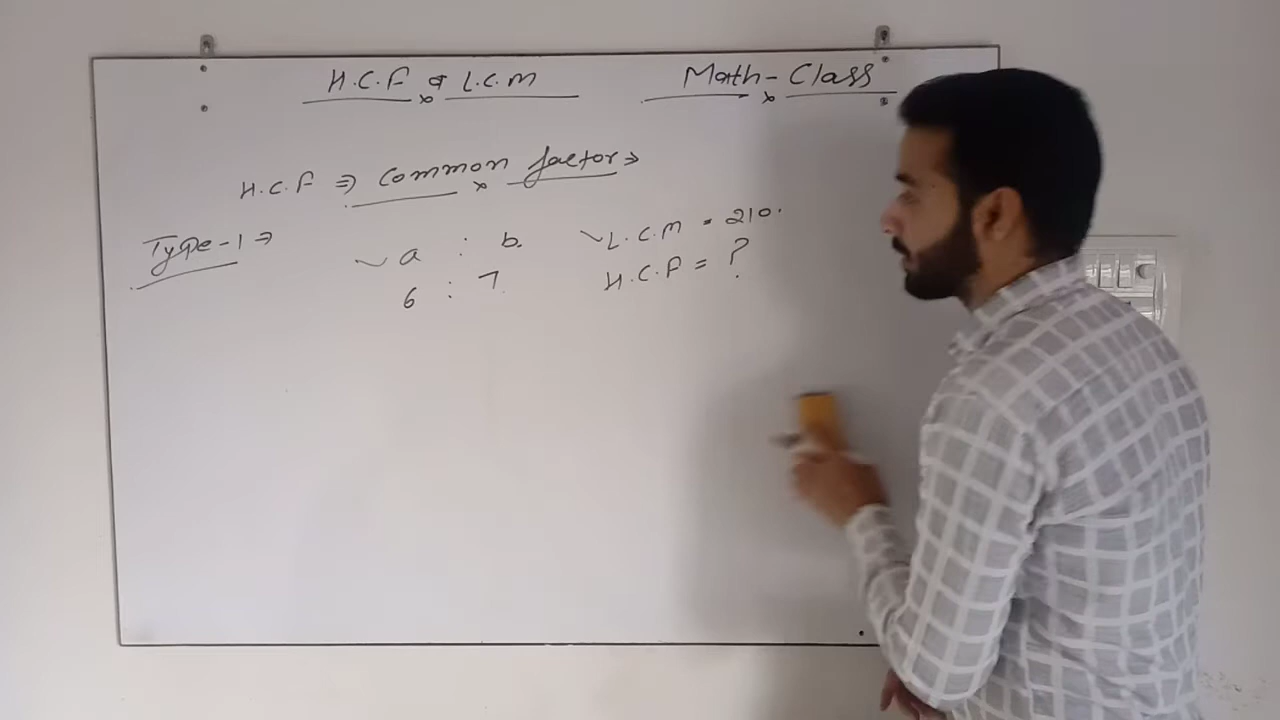 H.C.F & L.C.M Math-Class
H.C.F ⇒ Common factor ⇒
Type-1 ⇒ a : b. L.C.M = 210.
6 : 7 H.C.F = ?